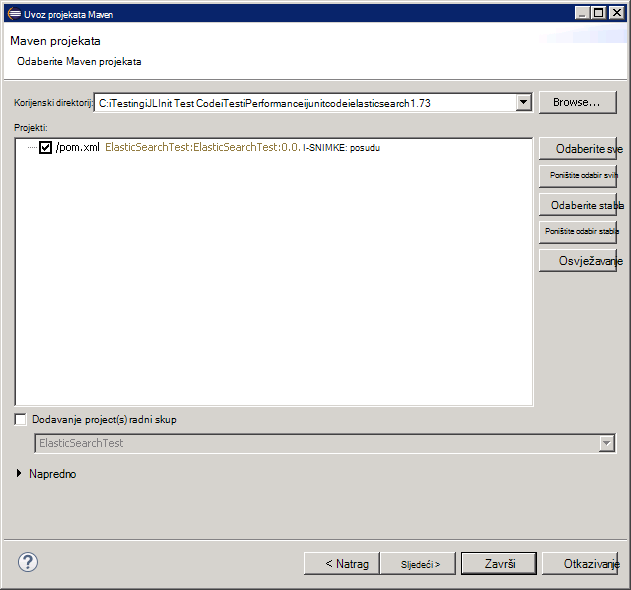 Uvoz projekata Maven
Maven projekata
Odaberite Maven projekata
Korijenski direktorij:
C:iTestingiJLInit Test CodeiTestiPerformanceijunitcodeielasticsearch1.73
Browse...
Projekti:
/pom.xml ElasticSearchTest:ElasticSearchTest:0.0. I-SNIMKE: posudu
Odaberite sve
Poništite odabir svih
Odaberite stabla
Poništite odabir stabla
Osvježavanje
Dodavanje project(s) radni skup
ElasticSearchTest
Napredno
?
< Natrag
Sljedeći >
Završi
Otkazivanje